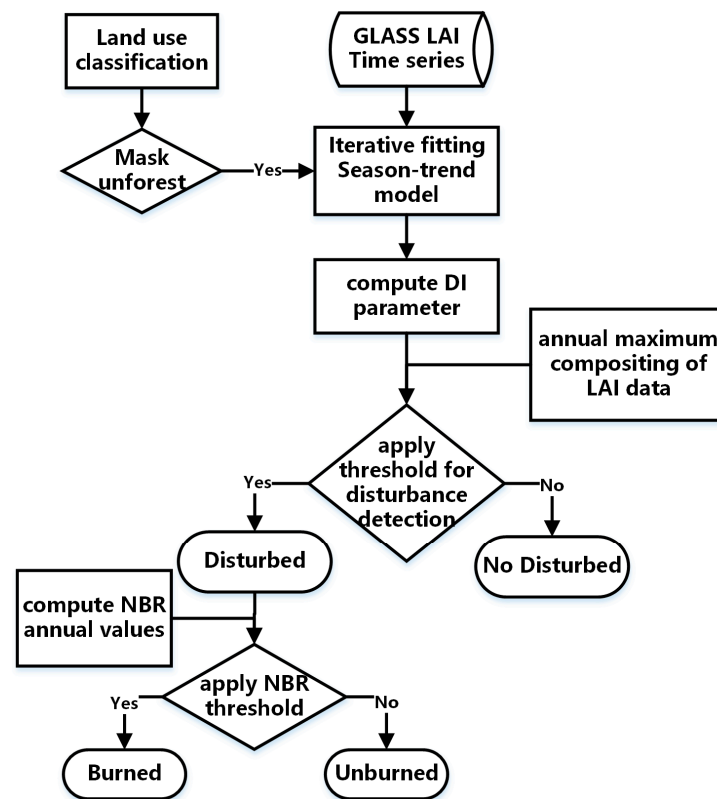 Land use
classification
GLASS LAI
Time series
Mask
unforest
Yes
Iterative fitting
Season-trend
model
compute DI
parameter
annual maximum
compositing of
LAI data
apply
threshold for
disturbance
detection
Yes
No
Disturbed
No Disturbed
compute NBR
annual values
apply NBR
threshold
Yes
No
Burned
Unburned